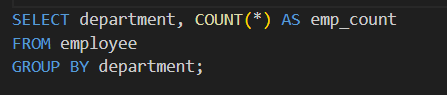 SELECT department, COUNT(*) AS emp_count
FROM employee
GROUP BY department;